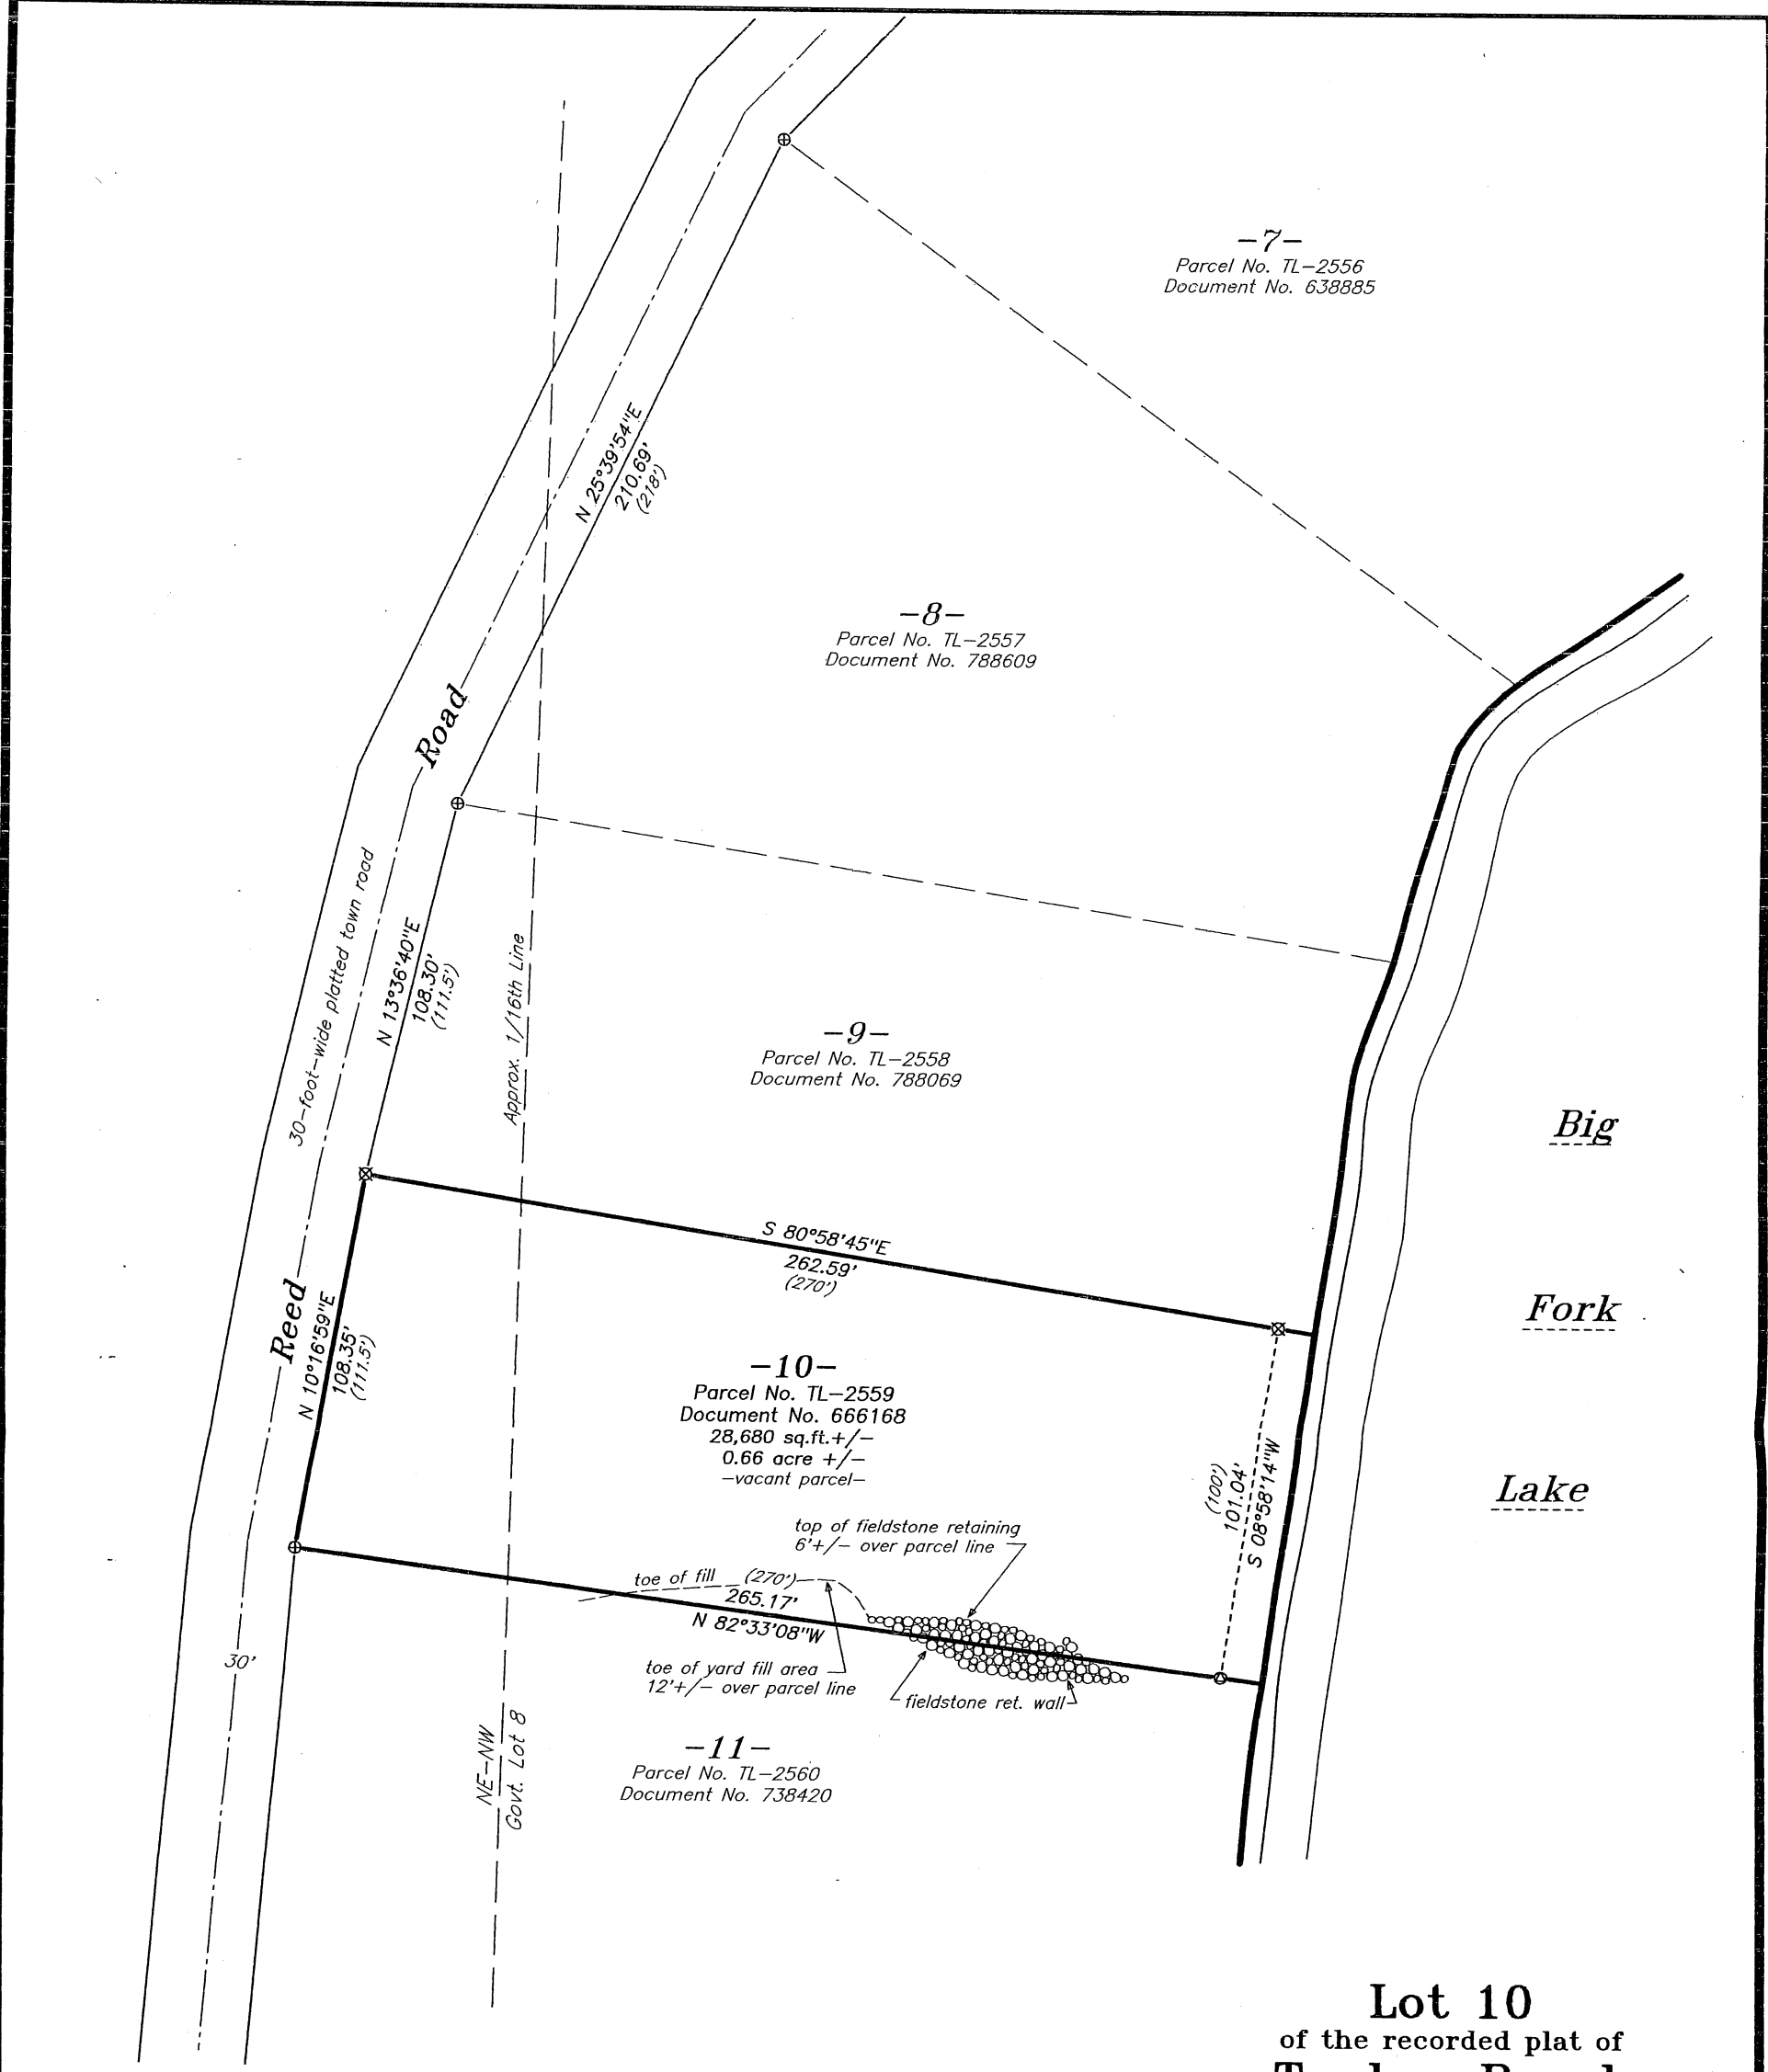 -7-
Parcel No. TL-2556
Document No. 638885
N 25°39'54"E
210.69'
(218')
-8-
Parcel No. TL-2557
Document No. 788609
Road
30-foot-wide platted town road
N 13°36'40"E
108.30'
(111.5')
Approx. 1/16th Line
-9-
Parcel No. TL-2558
Document No. 788069
Big
Fork
Lake
S 80°58'45"E
262.59'
(270')
Reed
N 10°16'59"E
108.35'
(111.5')
-10-
Parcel No. TL-2559
Document No. 666168
28,680 sq.ft.+/-
0.66 acre +/-
-vacant parcel-
(100')
101.04'
S 08°58'14"W
top of fieldstone retaining
6'+/- over parcel line
toe of fill
(270')
265.17'
N 82°33'08"W
toe of yard fill area
12'+/- over parcel line
fieldstone ret. wall
30'
NE-NW
Govt. Lot 8
-11-
Parcel No. TL-2560
Document No. 738420
Lot 10
of the recorded plat of